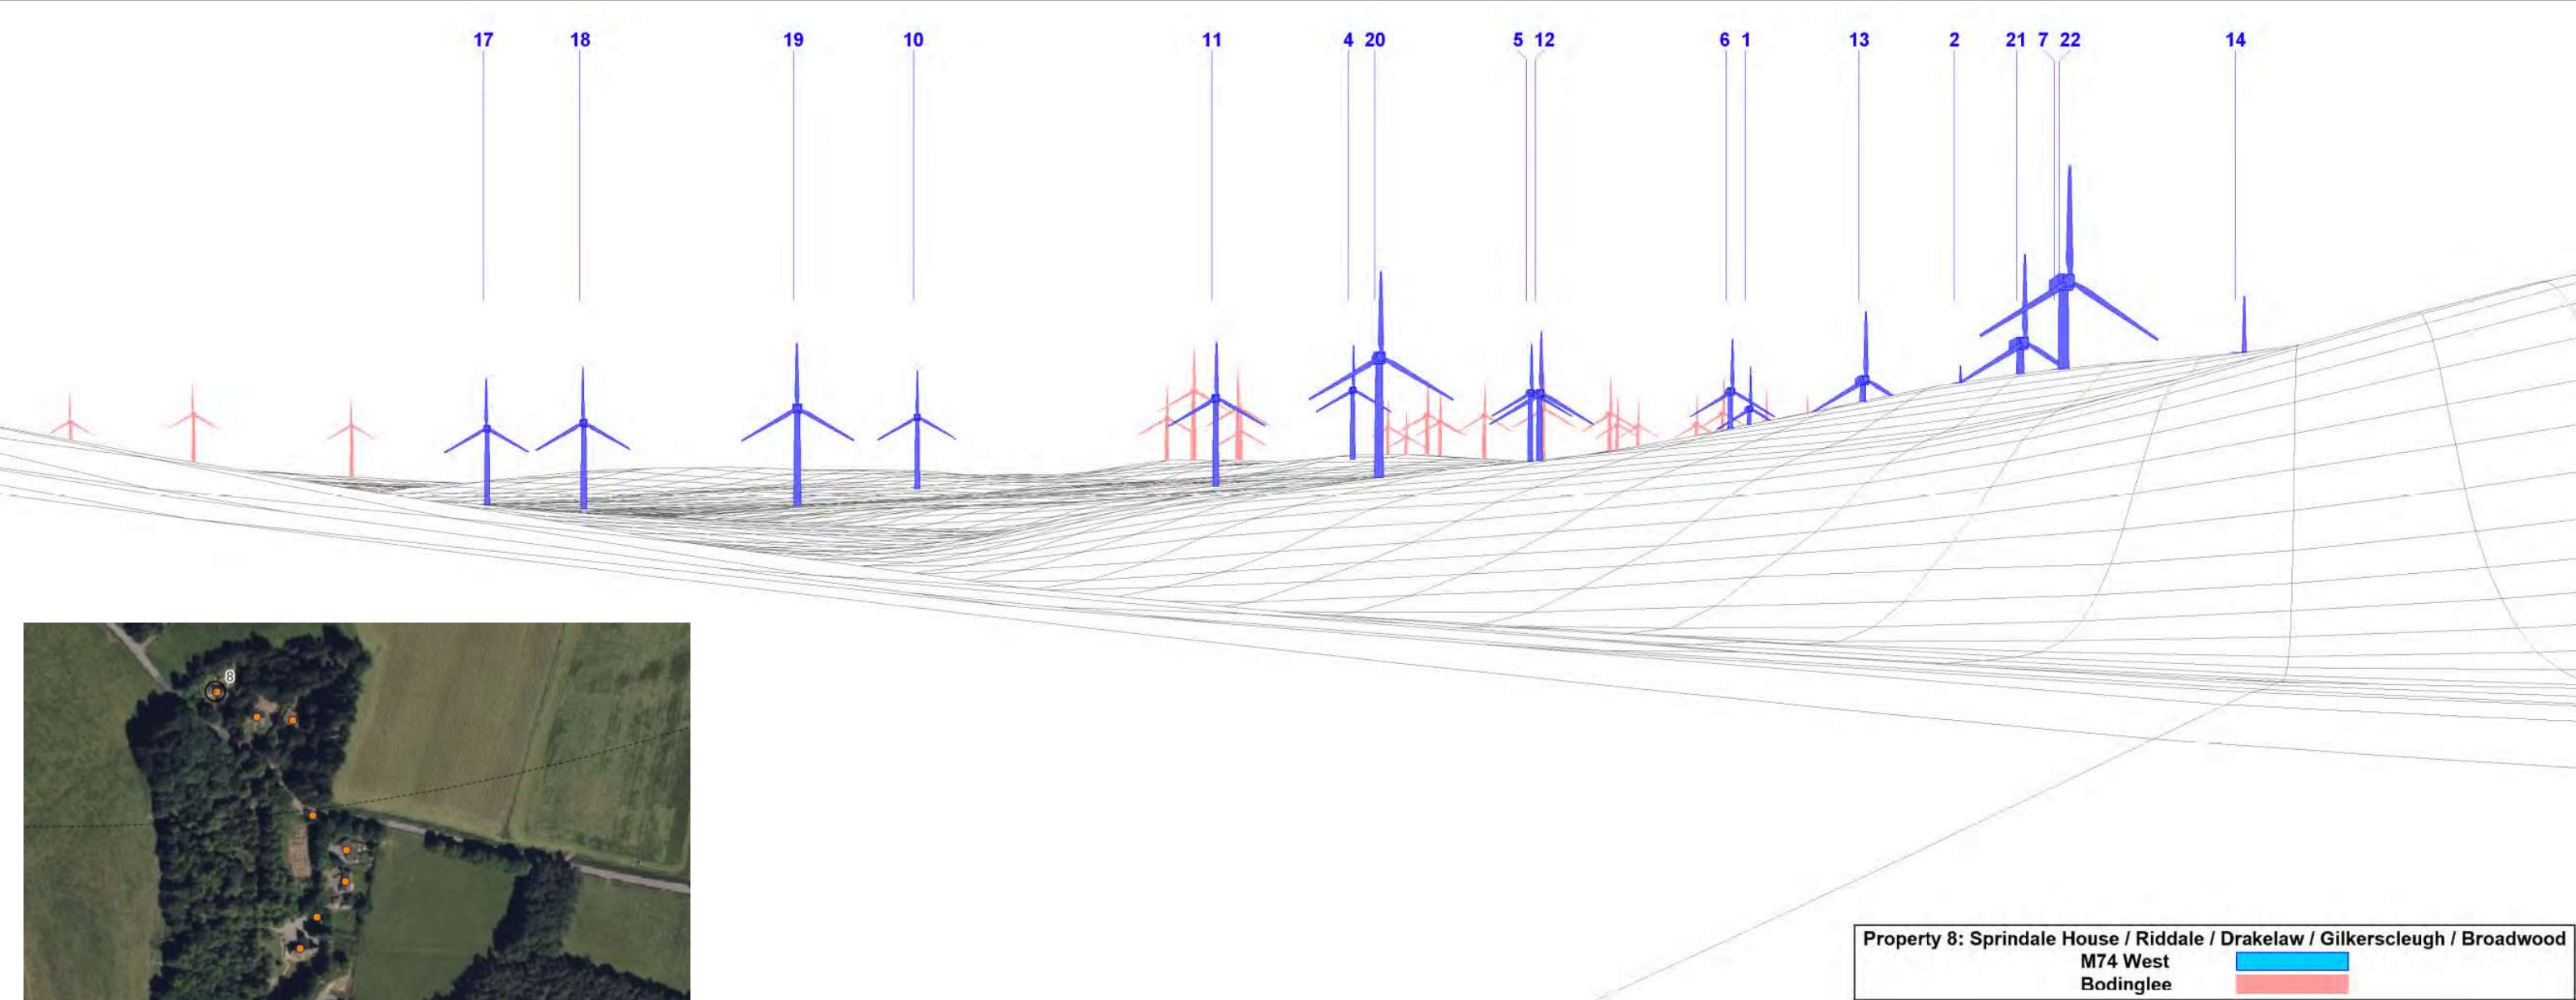 17 18 19 10 11 4 20 5 12 6 1 13 2 21 7 22 14
8
Property 8: Sprindale House / Riddale / Drakelaw / Gilkerscleugh / Broadwood
M74 West
Bodinglee